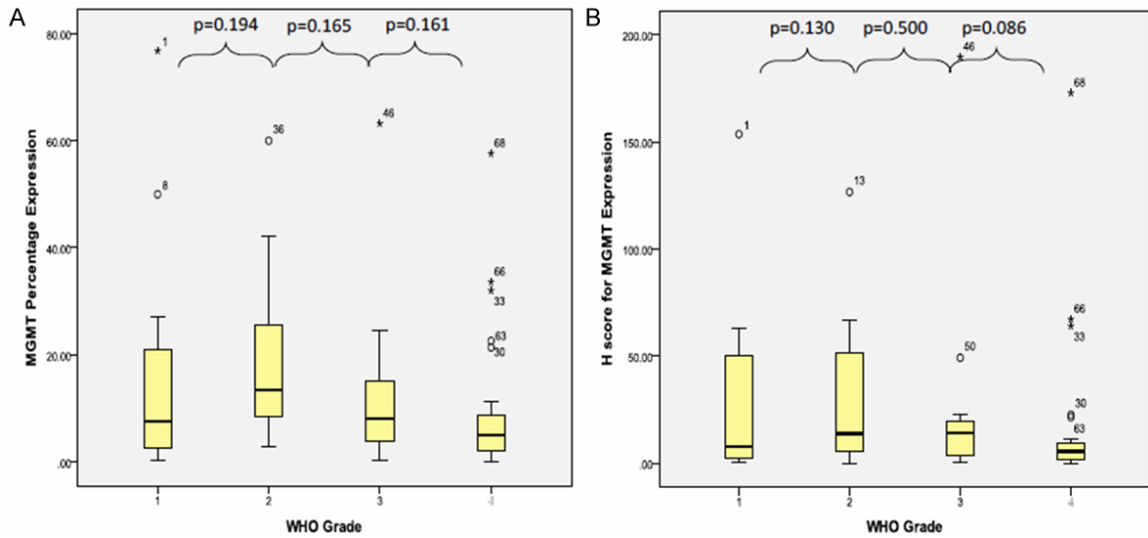 A
p=0.194 p=0.165 p=0.161
80.00
60.00
40.00
20.00
.00
MGMT Percentage Expression
1
8
36
46
68
66
33
63
30
1 2 3 4
WHO Grade
B
p=0.130 p=0.500 p=0.086
200.00
150.00
100.00
50.00
.00
H score for MGMT Expression
1
13
46
50
68
66
33
30
63
1 2 3 4
WHO Grade